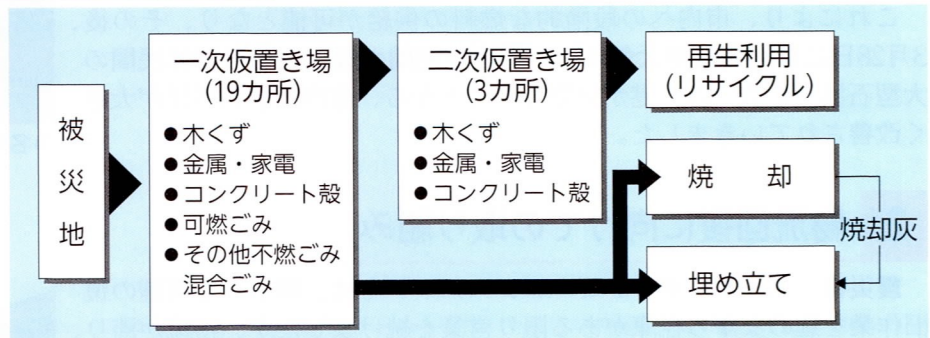 被災地
一次仮置き場
(19カ所)
●木くず
●金属・家電
●コンクリート殻
●可燃ごみ
●その他不燃ごみ
混合ごみ
二次仮置き場
(3カ所)
●木くず
●金属・家電
●コンクリート殻
再生利用
(リサイクル)
焼　却
焼却灰
埋め立て